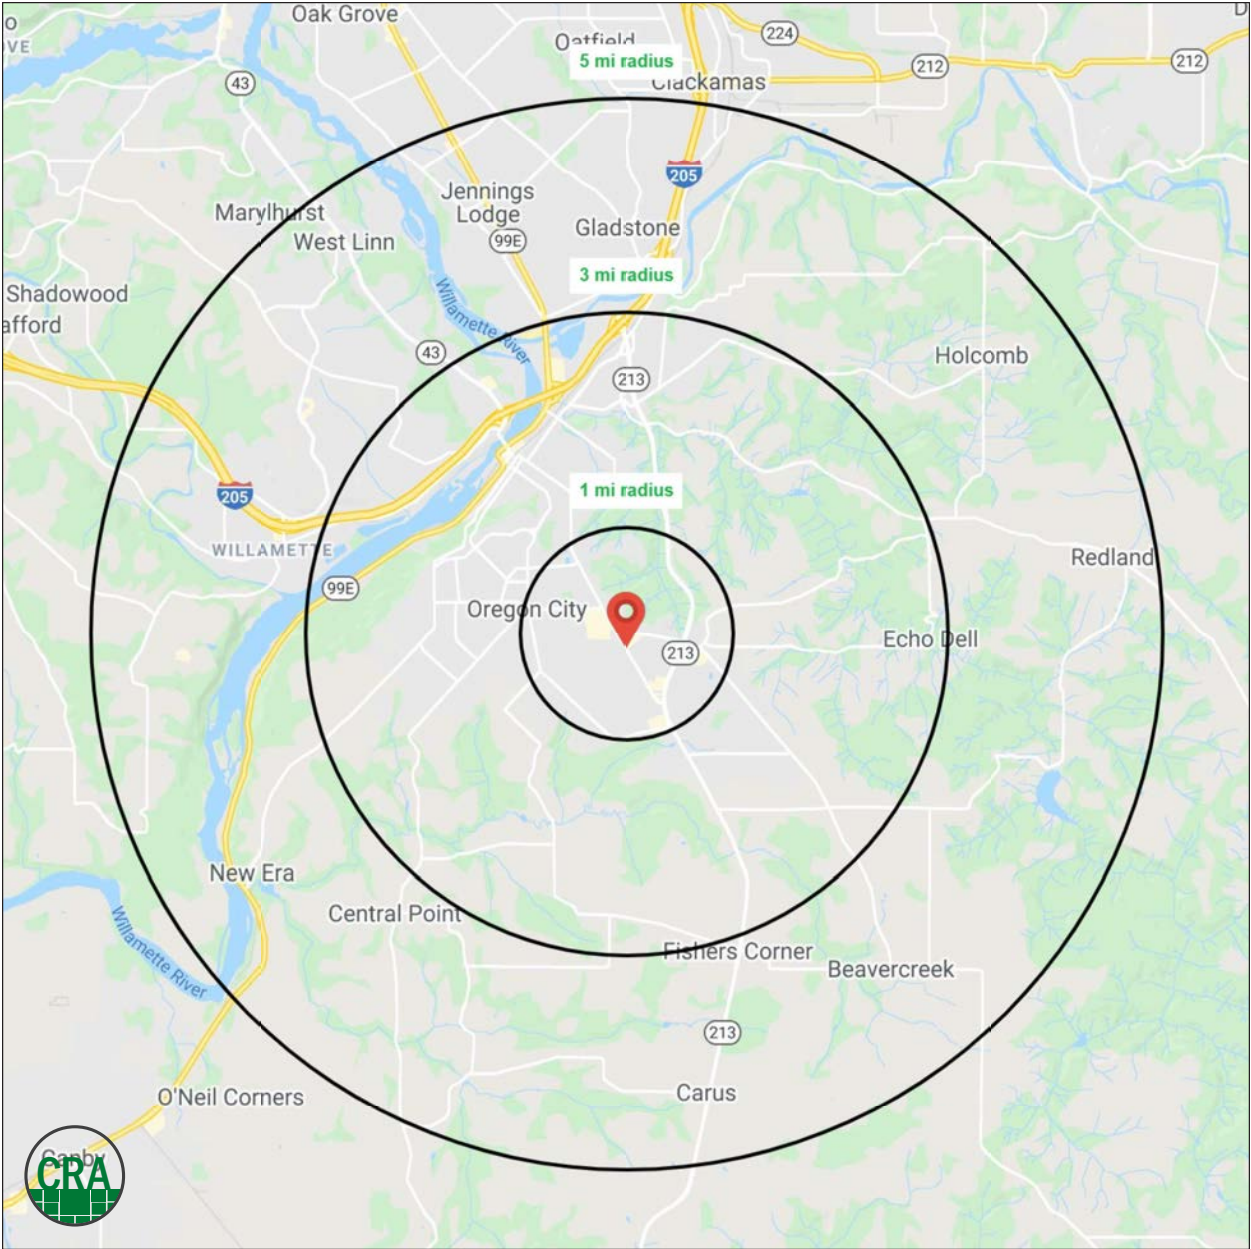 Oak Grove
Oatfield
5 mi radius
Clackamas
224
212
212
43
205
Jennings
Lodge
Marylhurst
West Linn
99E
Gladstone
3 mi radius
Shadowood
afford
Willamette River
43
213
Holcomb
205
1 mi radius
WILLAMETTE
99E
Redland
Oregon City
213
Echo Dell
New Era
Central Point
Willamette River
Fishers Corner
Beavercreek
213
O'Neil Corners
Carus
Canby
CRA